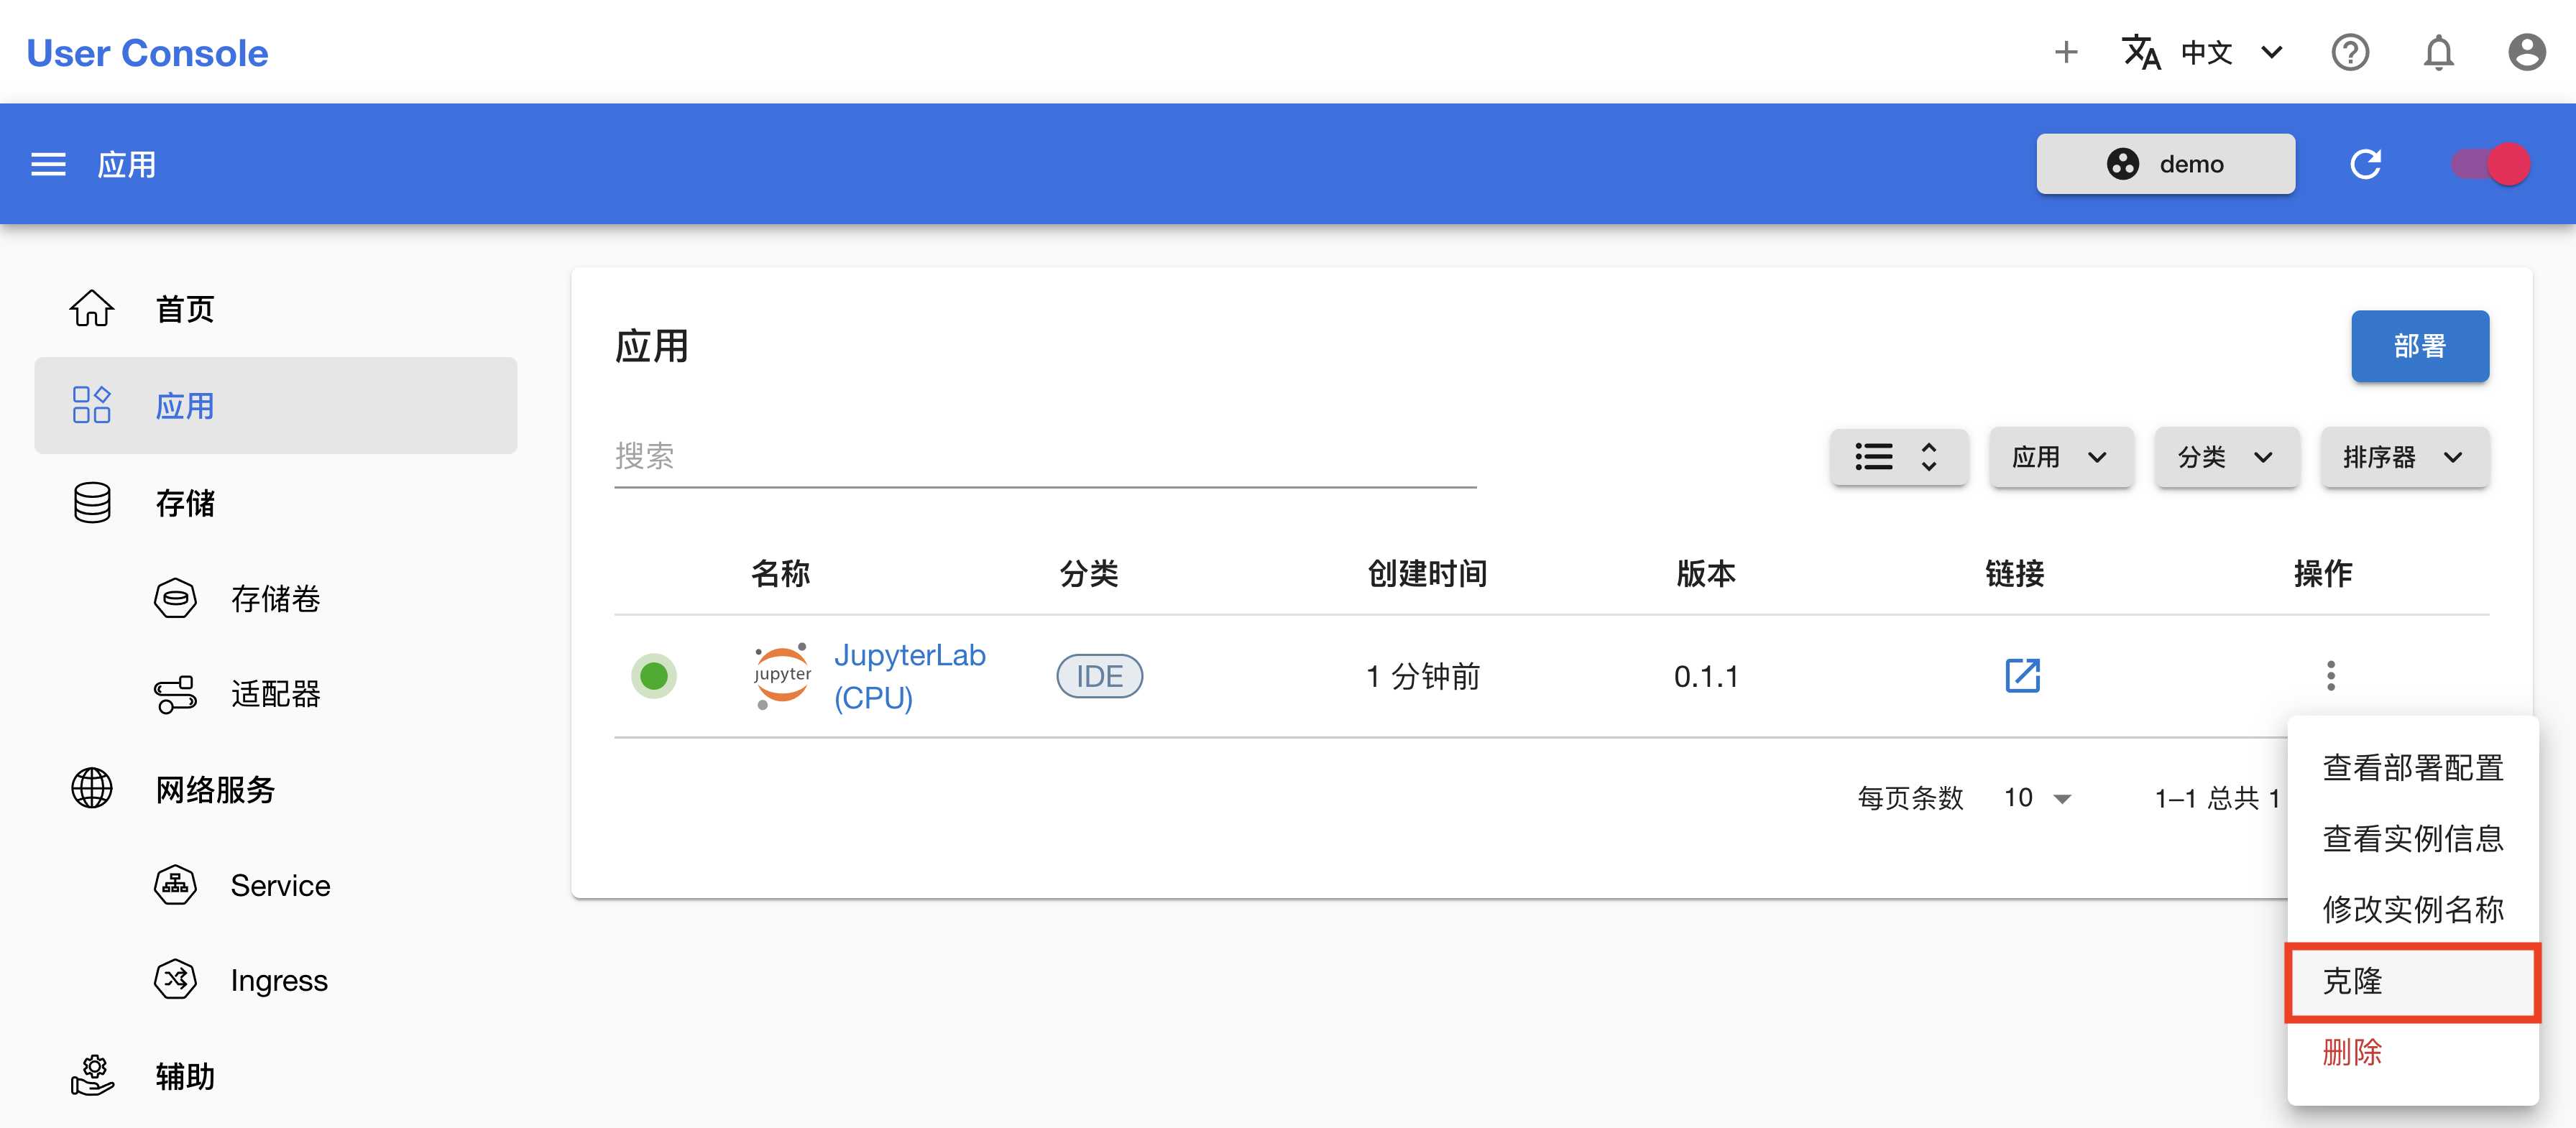 User Console
中文
应用
demo
首页
应用
存储
存储卷
适配器
网络服务
Service
Ingress
辅助
应用
部署
搜索
应用
分类
排序器
名称
分类
创建时间
版本
链接
操作
jupyter
JupyterLab
(CPU)
IDE
1 分钟前
0.1.1
每页条数
10
1–1 总共 1
查看部署配置
查看实例信息
修改实例名称
克隆
删除